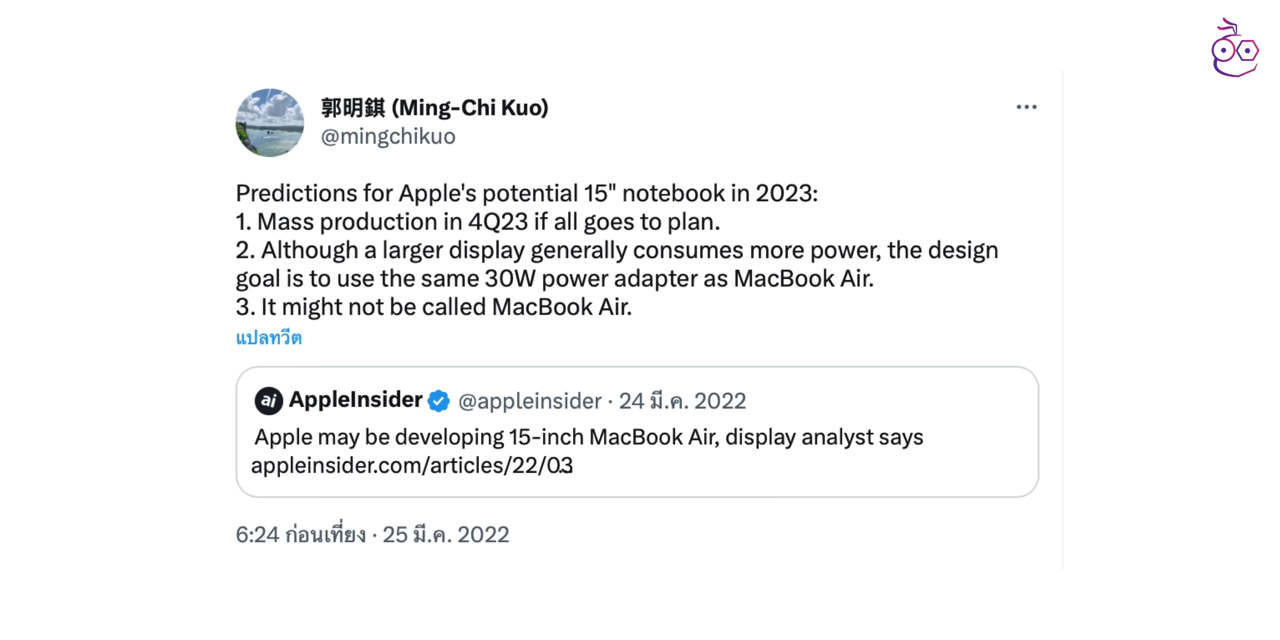 郭明錤 (Ming-Chi Kuo)
@mingchikuo
Predictions for Apple's potential 15" notebook in 2023:
1. Mass production in 4Q23 if all goes to plan.
2. Although a larger display generally consumes more power, the design
goal is to use the same 30W power adapter as MacBook Air.
3. It might not be called MacBook Air.
แปลทวีต
ai AppleInsider @appleinsider · 24 มี.ค. 2022
Apple may be developing 15-inch MacBook Air, display analyst says
appleinsider.com/articles/22/03…
6:24 ก่อนเที่ยง · 25 มี.ค. 2022